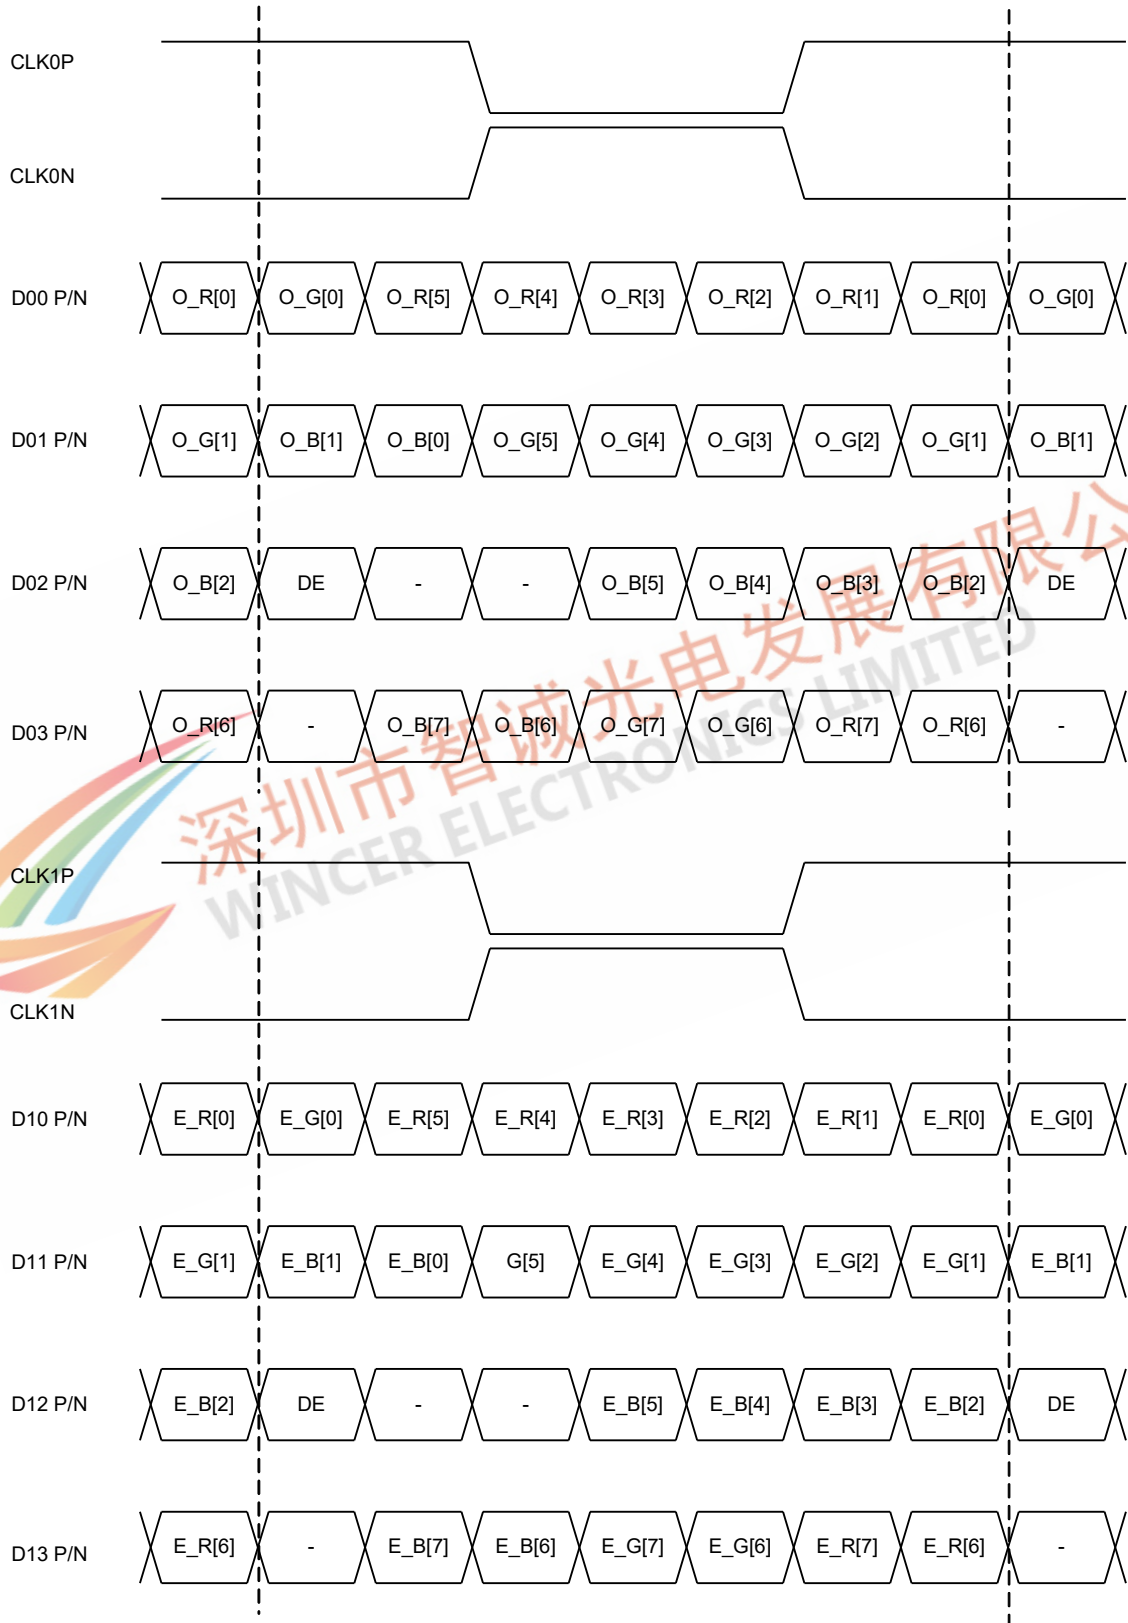 CLK0P
CLK0N
D00 P/N O_R[0] O_G[0] O_R[5] O_R[4] O_R[3] O_R[2] O_R[1] O_R[0] O_G[0]
D01 P/N O_G[1] O_B[1] O_B[0] O_G[5] O_G[4] O_G[3] O_G[2] O_G[1] O_B[1]
D02 P/N O_B[2] DE - - O_B[5] O_B[4] O_B[3] O_B[2] DE
D03 P/N O_R[6] - O_B[7] O_B[6] O_G[7] O_G[6] O_R[7] O_R[6] -
深圳市智诚光电发展有限公
WINCER ELECTRONICS LIMITED
CLK1P
CLK1N
D10 P/N E_R[0] E_G[0] E_R[5] E_R[4] E_R[3] E_R[2] E_R[1] E_R[0] E_G[0]
D11 P/N E_G[1] E_B[1] E_B[0] G[5] E_G[4] E_G[3] E_G[2] E_G[1] E_B[1]
D12 P/N E_B[2] DE - - E_B[5] E_B[4] E_B[3] E_B[2] DE
D13 P/N E_R[6] - E_B[7] E_B[6] E_G[7] E_G[6] E_R[7] E_R[6] -